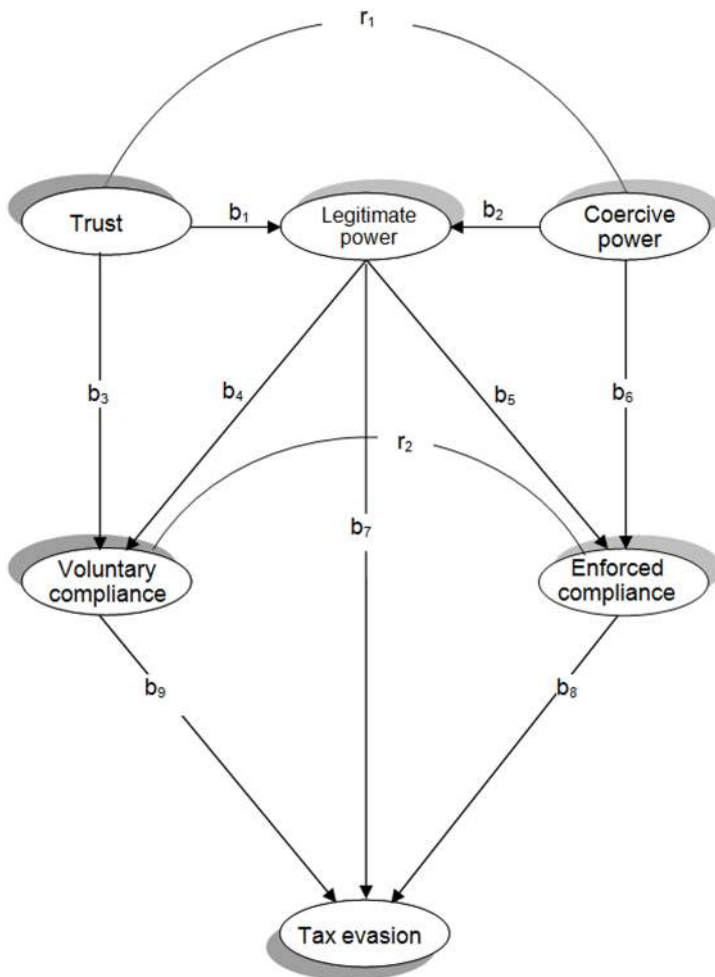 r₁
Trust
b₁
Legitimate
power
b₂
Coercive
power
b₃
b₄
b₅
b₆
r₂
b₇
Voluntary
compliance
Enforced
compliance
b₉
b₈
Tax evasion